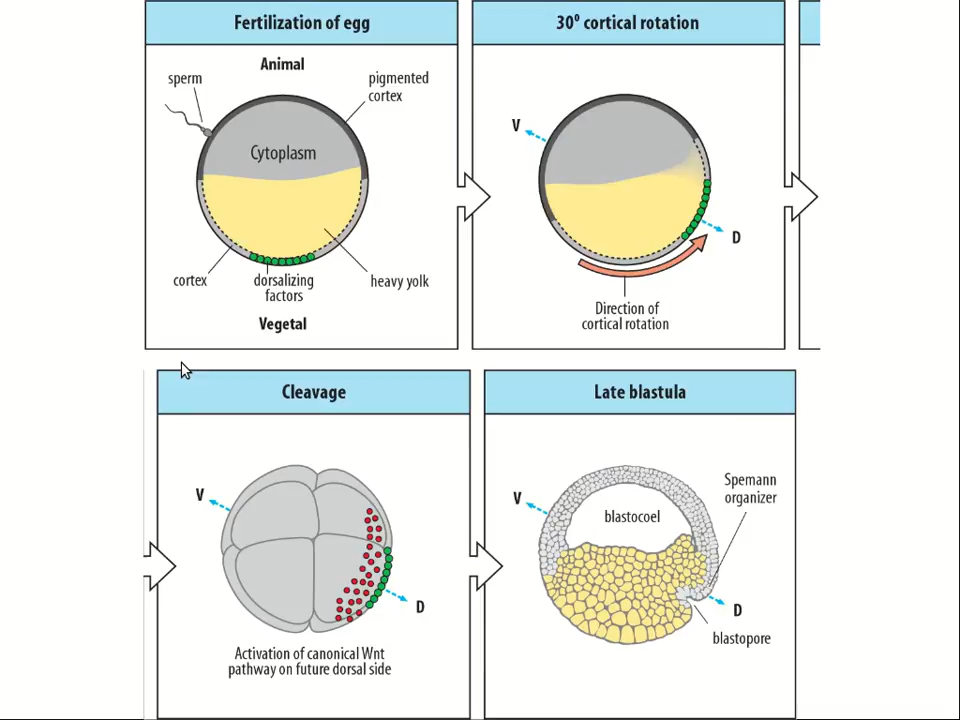 Fertilization of egg
Animal
sperm
pigmented
cortex
Cytoplasm
cortex
dorsalizing
factors
heavy yolk
Vegetal
30⁰ cortical rotation
V
D
Direction of
cortical rotation
Cleavage
V
D
Activation of canonical Wnt
pathway on future dorsal side
Late blastula
Spemann
organizer
V
blastocoel
D
blastopore